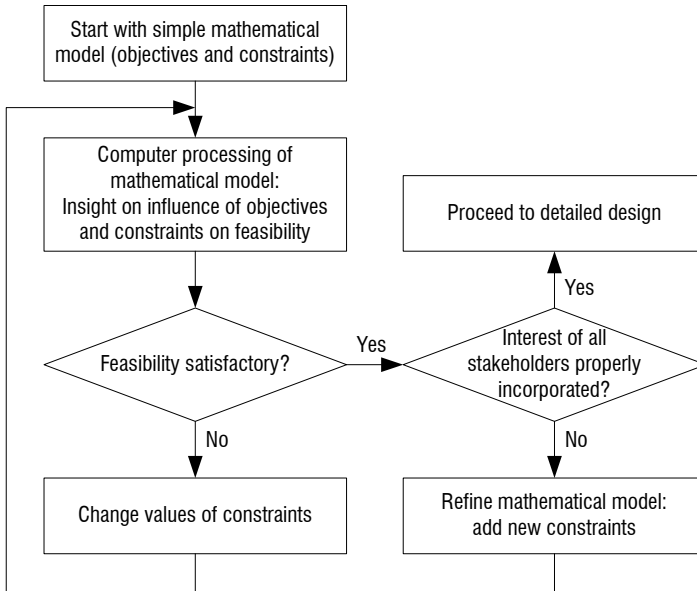 Start with simple mathematical
model (objectives and constraints)
Computer processing of
mathematical model:
Insight on influence of objectives
and constraints on feasibility
Proceed to detailed design
Yes
Feasibility satisfactory?
Yes
Interest of all
stakeholders properly
incorporated?
No
No
Change values of constraints
Refine mathematical model:
add new constraints